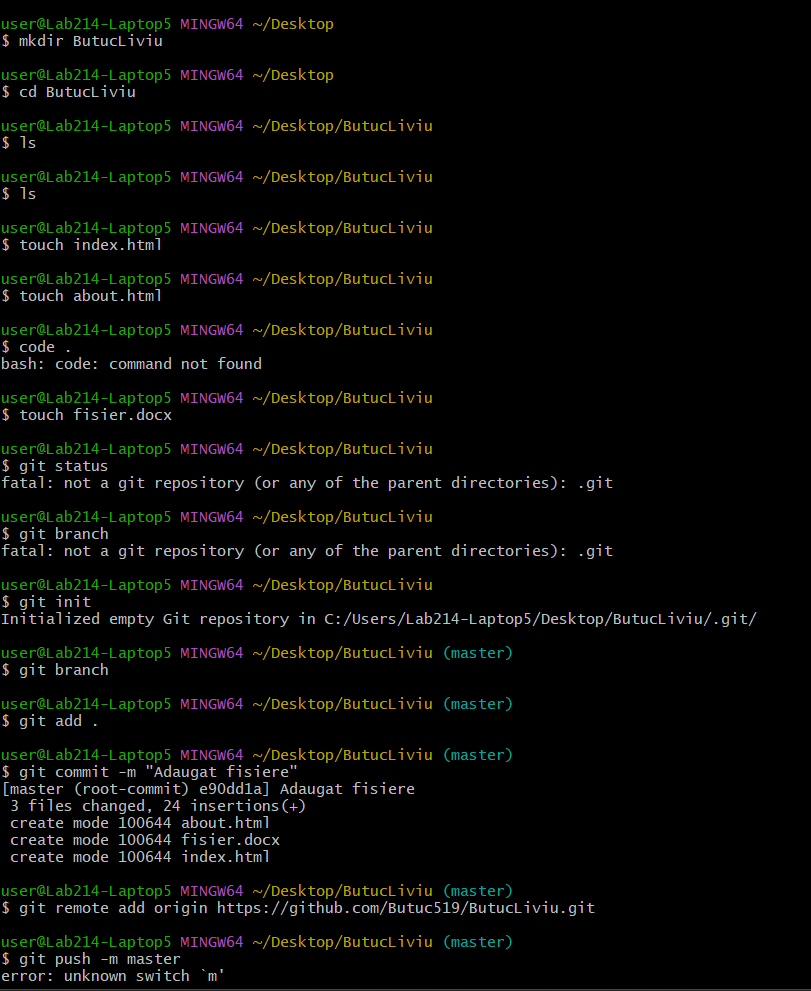 user@Lab214-Laptop5 MINGW64 ~/Desktop
$ mkdir ButucLiviu
user@Lab214-Laptop5 MINGW64 ~/Desktop
$ cd ButucLiviu
user@Lab214-Laptop5 MINGW64 ~/Desktop/ButucLiviu
$ ls
user@Lab214-Laptop5 MINGW64 ~/Desktop/ButucLiviu
$ ls
user@Lab214-Laptop5 MINGW64 ~/Desktop/ButucLiviu
$ touch index.html
user@Lab214-Laptop5 MINGW64 ~/Desktop/ButucLiviu
$ touch about.html
user@Lab214-Laptop5 MINGW64 ~/Desktop/ButucLiviu
$ code .
bash: code: command not found
user@Lab214-Laptop5 MINGW64 ~/Desktop/ButucLiviu
$ touch fisier.docx
user@Lab214-Laptop5 MINGW64 ~/Desktop/ButucLiviu
$ git status
fatal: not a git repository (or any of the parent directories): .git
user@Lab214-Laptop5 MINGW64 ~/Desktop/ButucLiviu
$ git branch
fatal: not a git repository (or any of the parent directories): .git
user@Lab214-Laptop5 MINGW64 ~/Desktop/ButucLiviu
$ git init
Initialized empty Git repository in C:/Users/Lab214-Laptop5/Desktop/ButucLiviu/.git/
user@Lab214-Laptop5 MINGW64 ~/Desktop/ButucLiviu (master)
$ git branch
user@Lab214-Laptop5 MINGW64 ~/Desktop/ButucLiviu (master)
$ git add .
user@Lab214-Laptop5 MINGW64 ~/Desktop/ButucLiviu (master)
$ git commit -m "Adaugat fisiere"
[master (root-commit) e90dd1a] Adaugat fisiere
 3 files changed, 24 insertions(+)
 create mode 100644 about.html
 create mode 100644 fisier.docx
 create mode 100644 index.html
user@Lab214-Laptop5 MINGW64 ~/Desktop/ButucLiviu (master)
$ git remote add origin https://github.com/Butuc519/ButucLiviu.git
user@Lab214-Laptop5 MINGW64 ~/Desktop/ButucLiviu (master)
$ git push -m master
error: unknown switch `m'